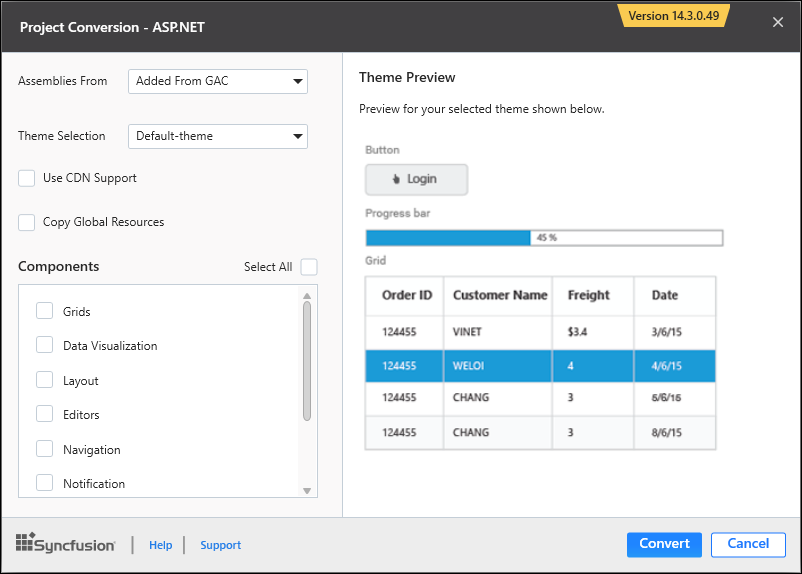 Project Conversion - ASP.NET
Version 14.3.0.49
Assemblies From
Added From GAC
Theme Selection
Default-theme
Use CDN Support
Copy Global Resources
Components
Select All
Grids
Data Visualization
Layout
Editors
Navigation
Notification
Theme Preview
Preview for your selected theme shown below.
Button
Login
Progress bar
45 %
Grid
Order ID Customer Name Freight Date
124455 VINET $3.4 3/6/15
124455 WELOI 4 4/6/15
124455 CHANG 3 6/6/16
124455 CHANG 3 8/6/15
Syncfusion
Help
Support
Convert
Cancel